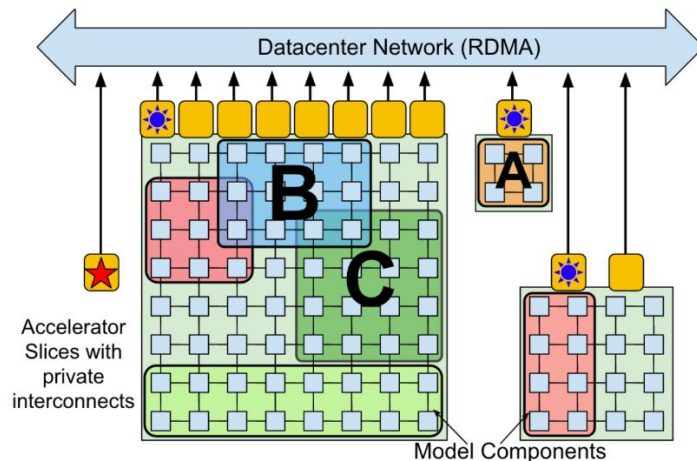 Datacenter Network (RDMA)
B
A
C
Accelerator
Slices with
private
interconnects
Model Components